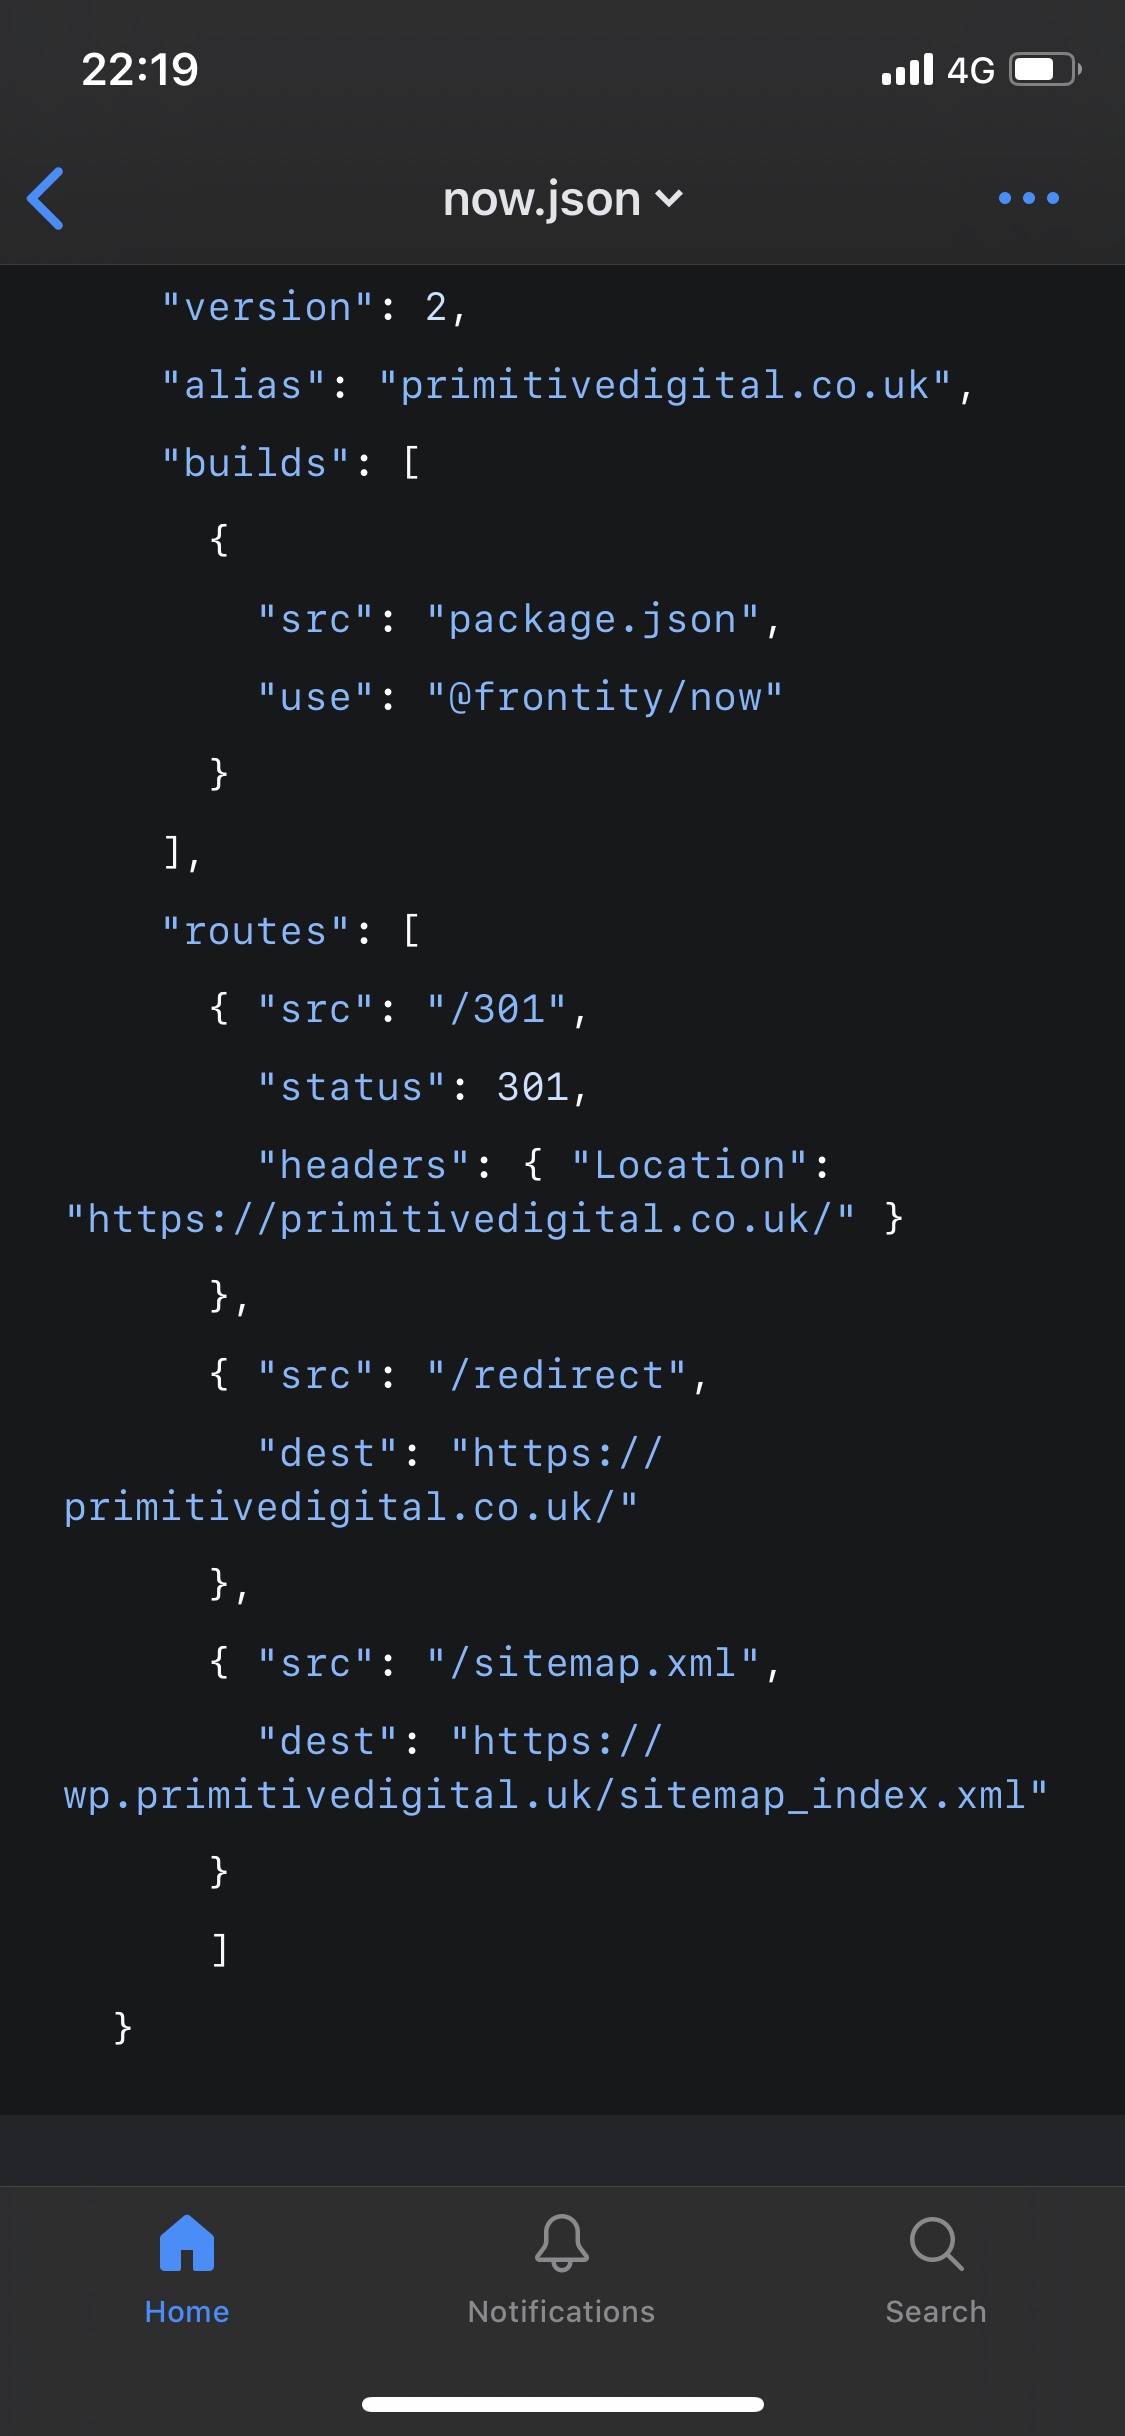 22:19
4G
now.json
"version": 2,
"alias": "primitivedigital.co.uk",
"builds": [
{
"src": "package.json",
"use": "@frontity/now"
}
],
"routes": [
{ "src": "/301",
"status": 301,
"headers": { "Location":
"https://primitivedigital.co.uk/" }
},
{ "src": "/redirect",
"dest": "https://
primitivedigital.co.uk/"
},
{ "src": "/sitemap.xml",
"dest": "https://
wp.primitivedigital.uk/sitemap_index.xml"
}
]
}
Home
Notifications
Search